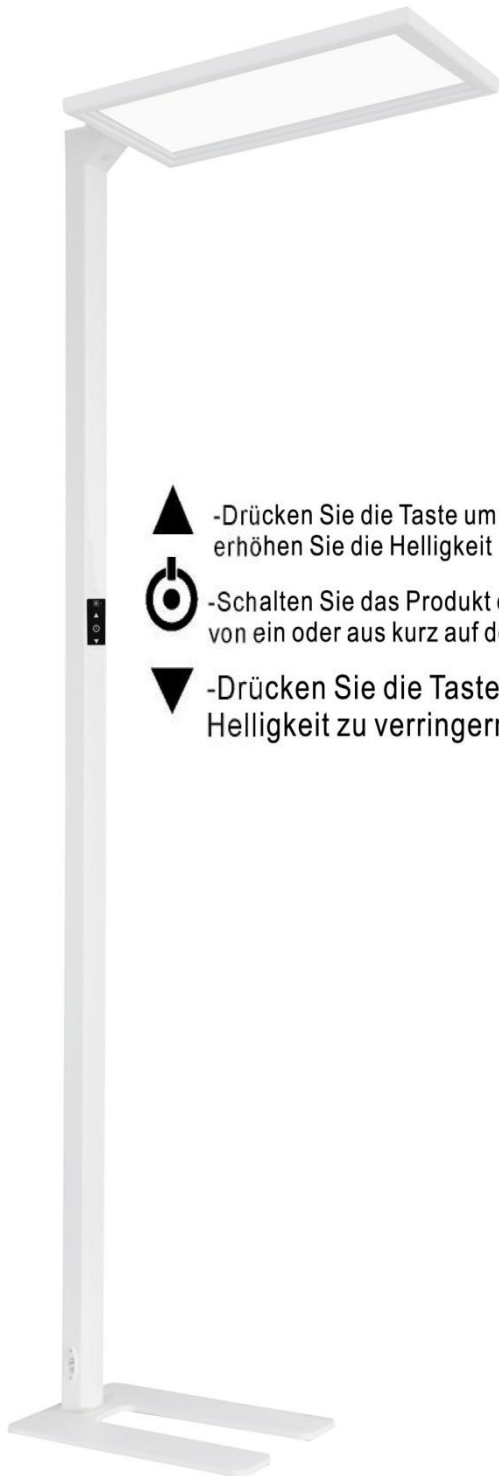 -Drücken Sie die Taste um
erhöhen Sie die Helligkeit
-Schalten Sie das Produkt
von ein oder aus kurz auf
-Drücken Sie die Taste
Helligkeit zu verringern